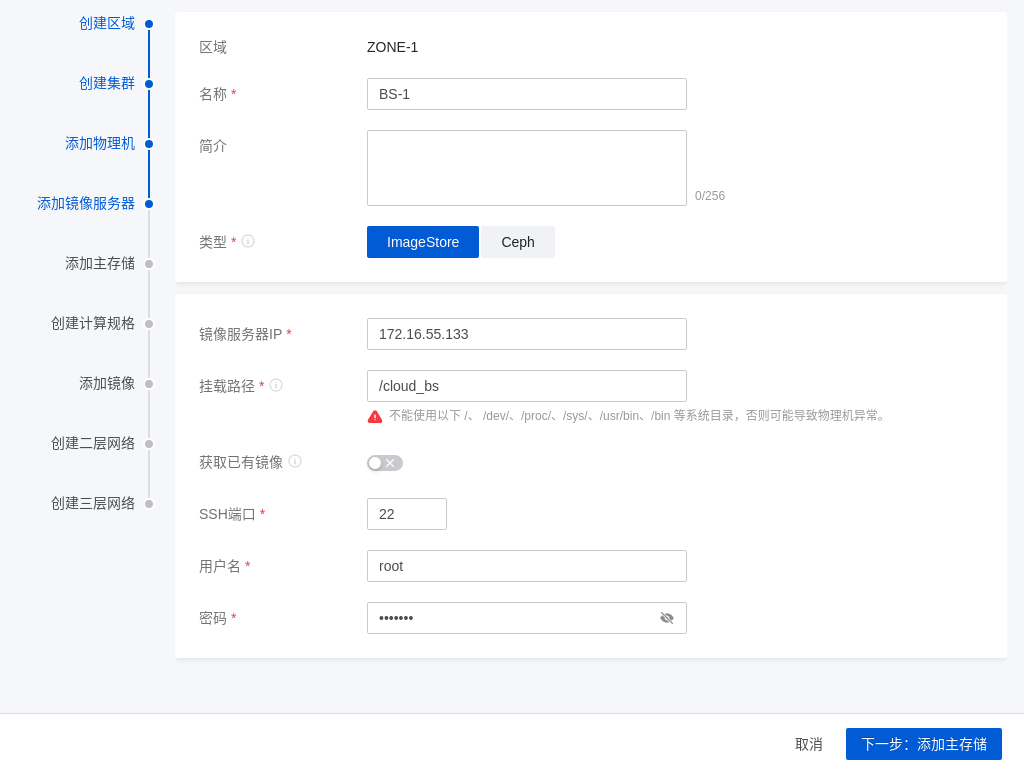 创建区域
创建集群
添加物理机
添加镜像服务器
添加主存储
创建计算规格
添加镜像
创建二层网络
创建三层网络
区域 ZONE-1
名称 * BS-1
简介
0/256
类型 * ImageStore Ceph
镜像服务器IP * 172.16.55.133
挂载路径 * /cloud_bs
不能使用以下 /、 /dev/、/proc/、/sys/、/usr/bin、/bin 等系统目录，否则可能导致物理机异常。
获取已有镜像
SSH端口 * 22
用户名 * root
密码 * •••••••
取消 下一步：添加主存储